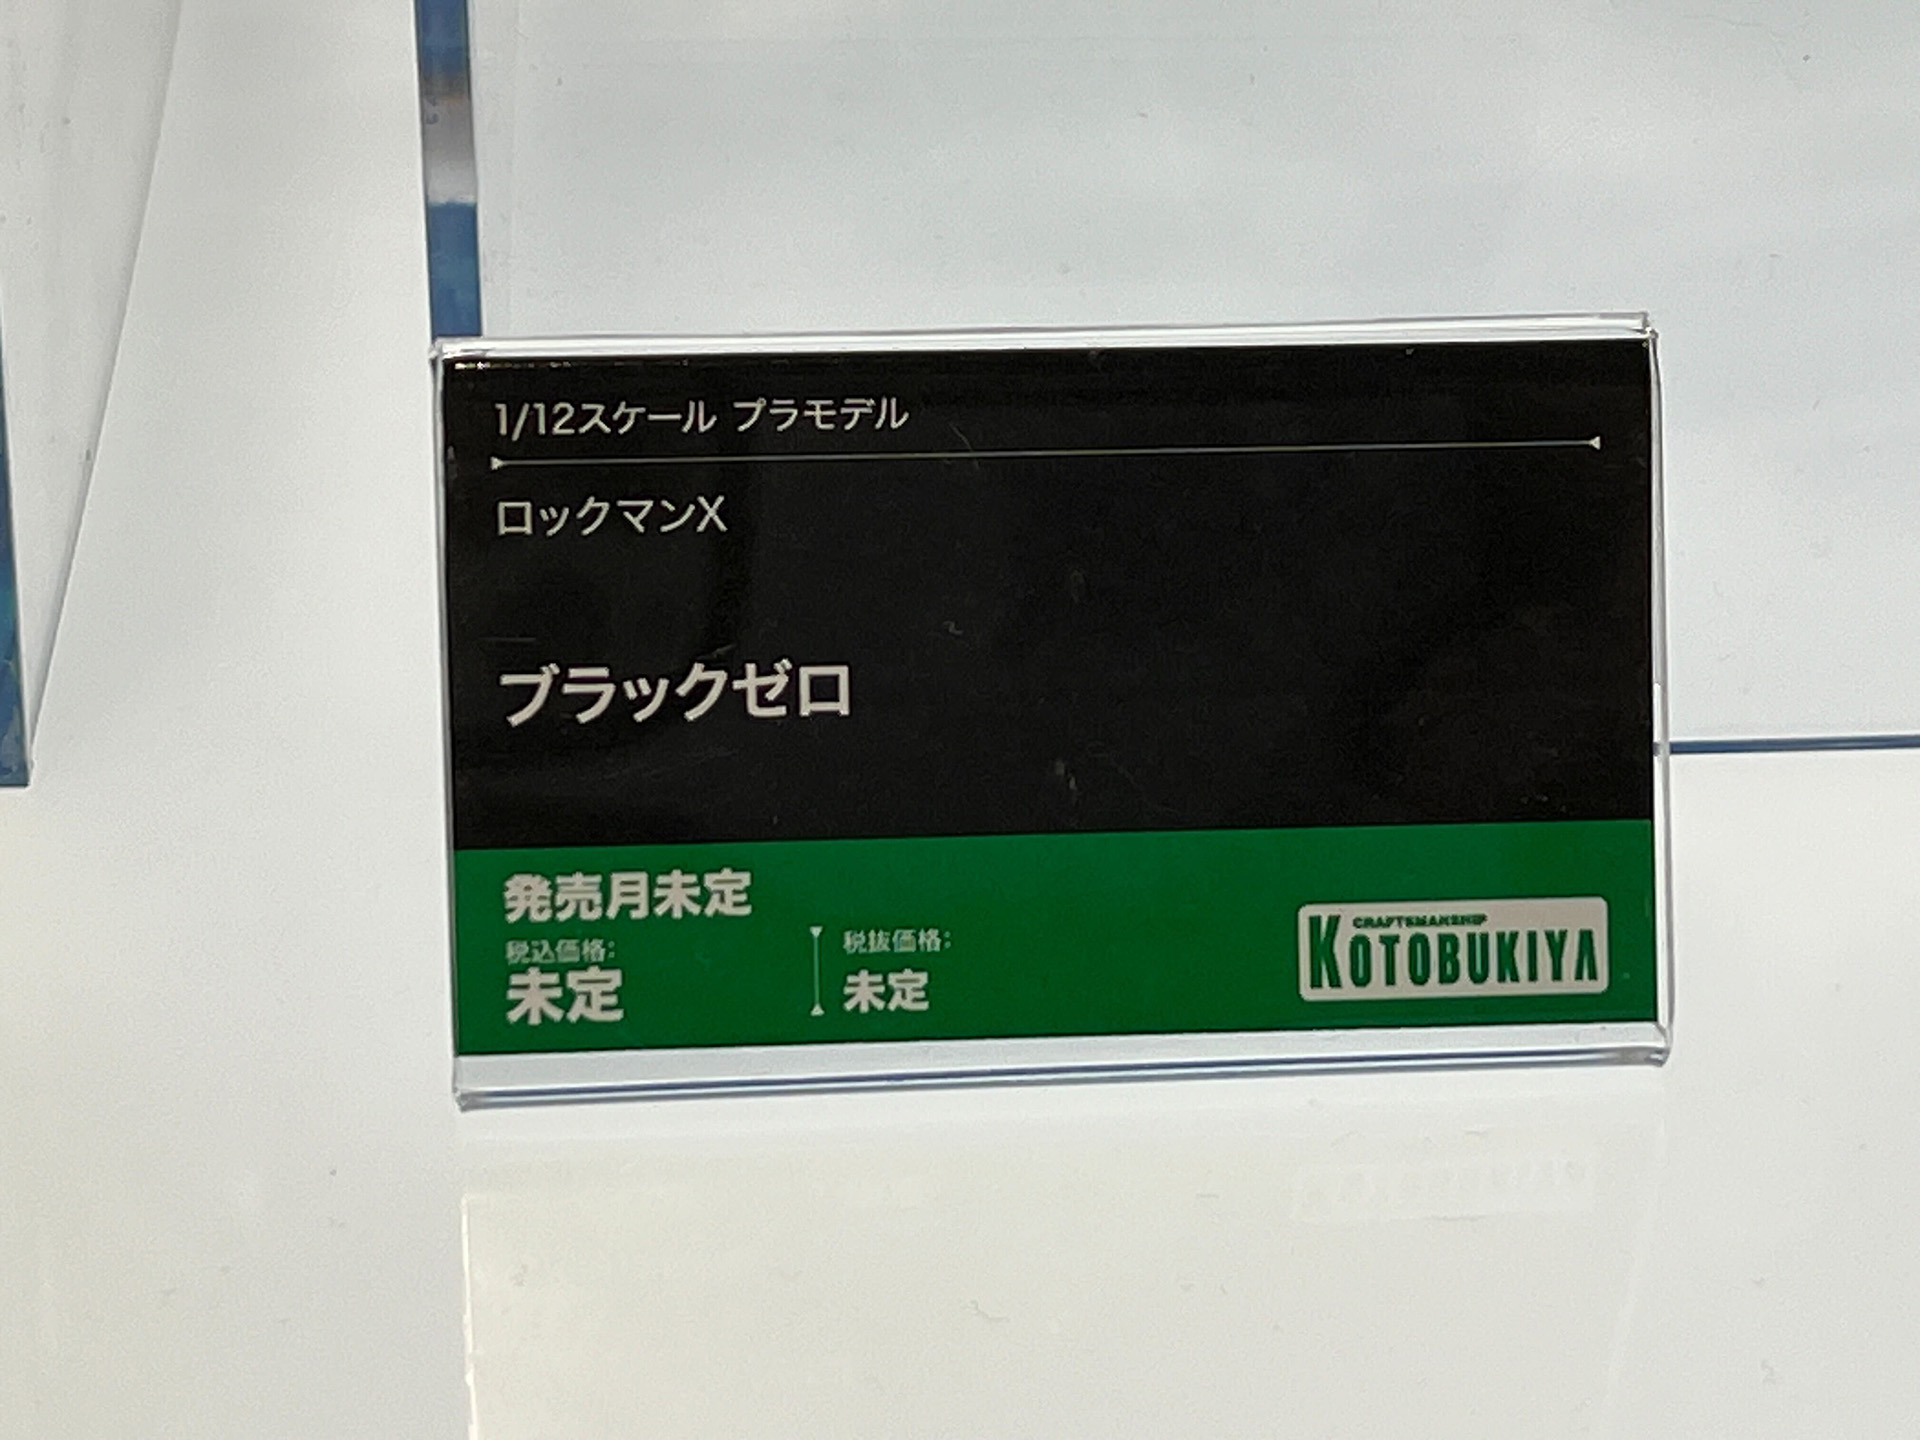 1/12スケール プラモデル
ロックマンX
ブラックゼロ
発売月未定
税込価格:
未定
税抜価格:
未定
CRAFTSMANSHIP
KOTOBUKIYA